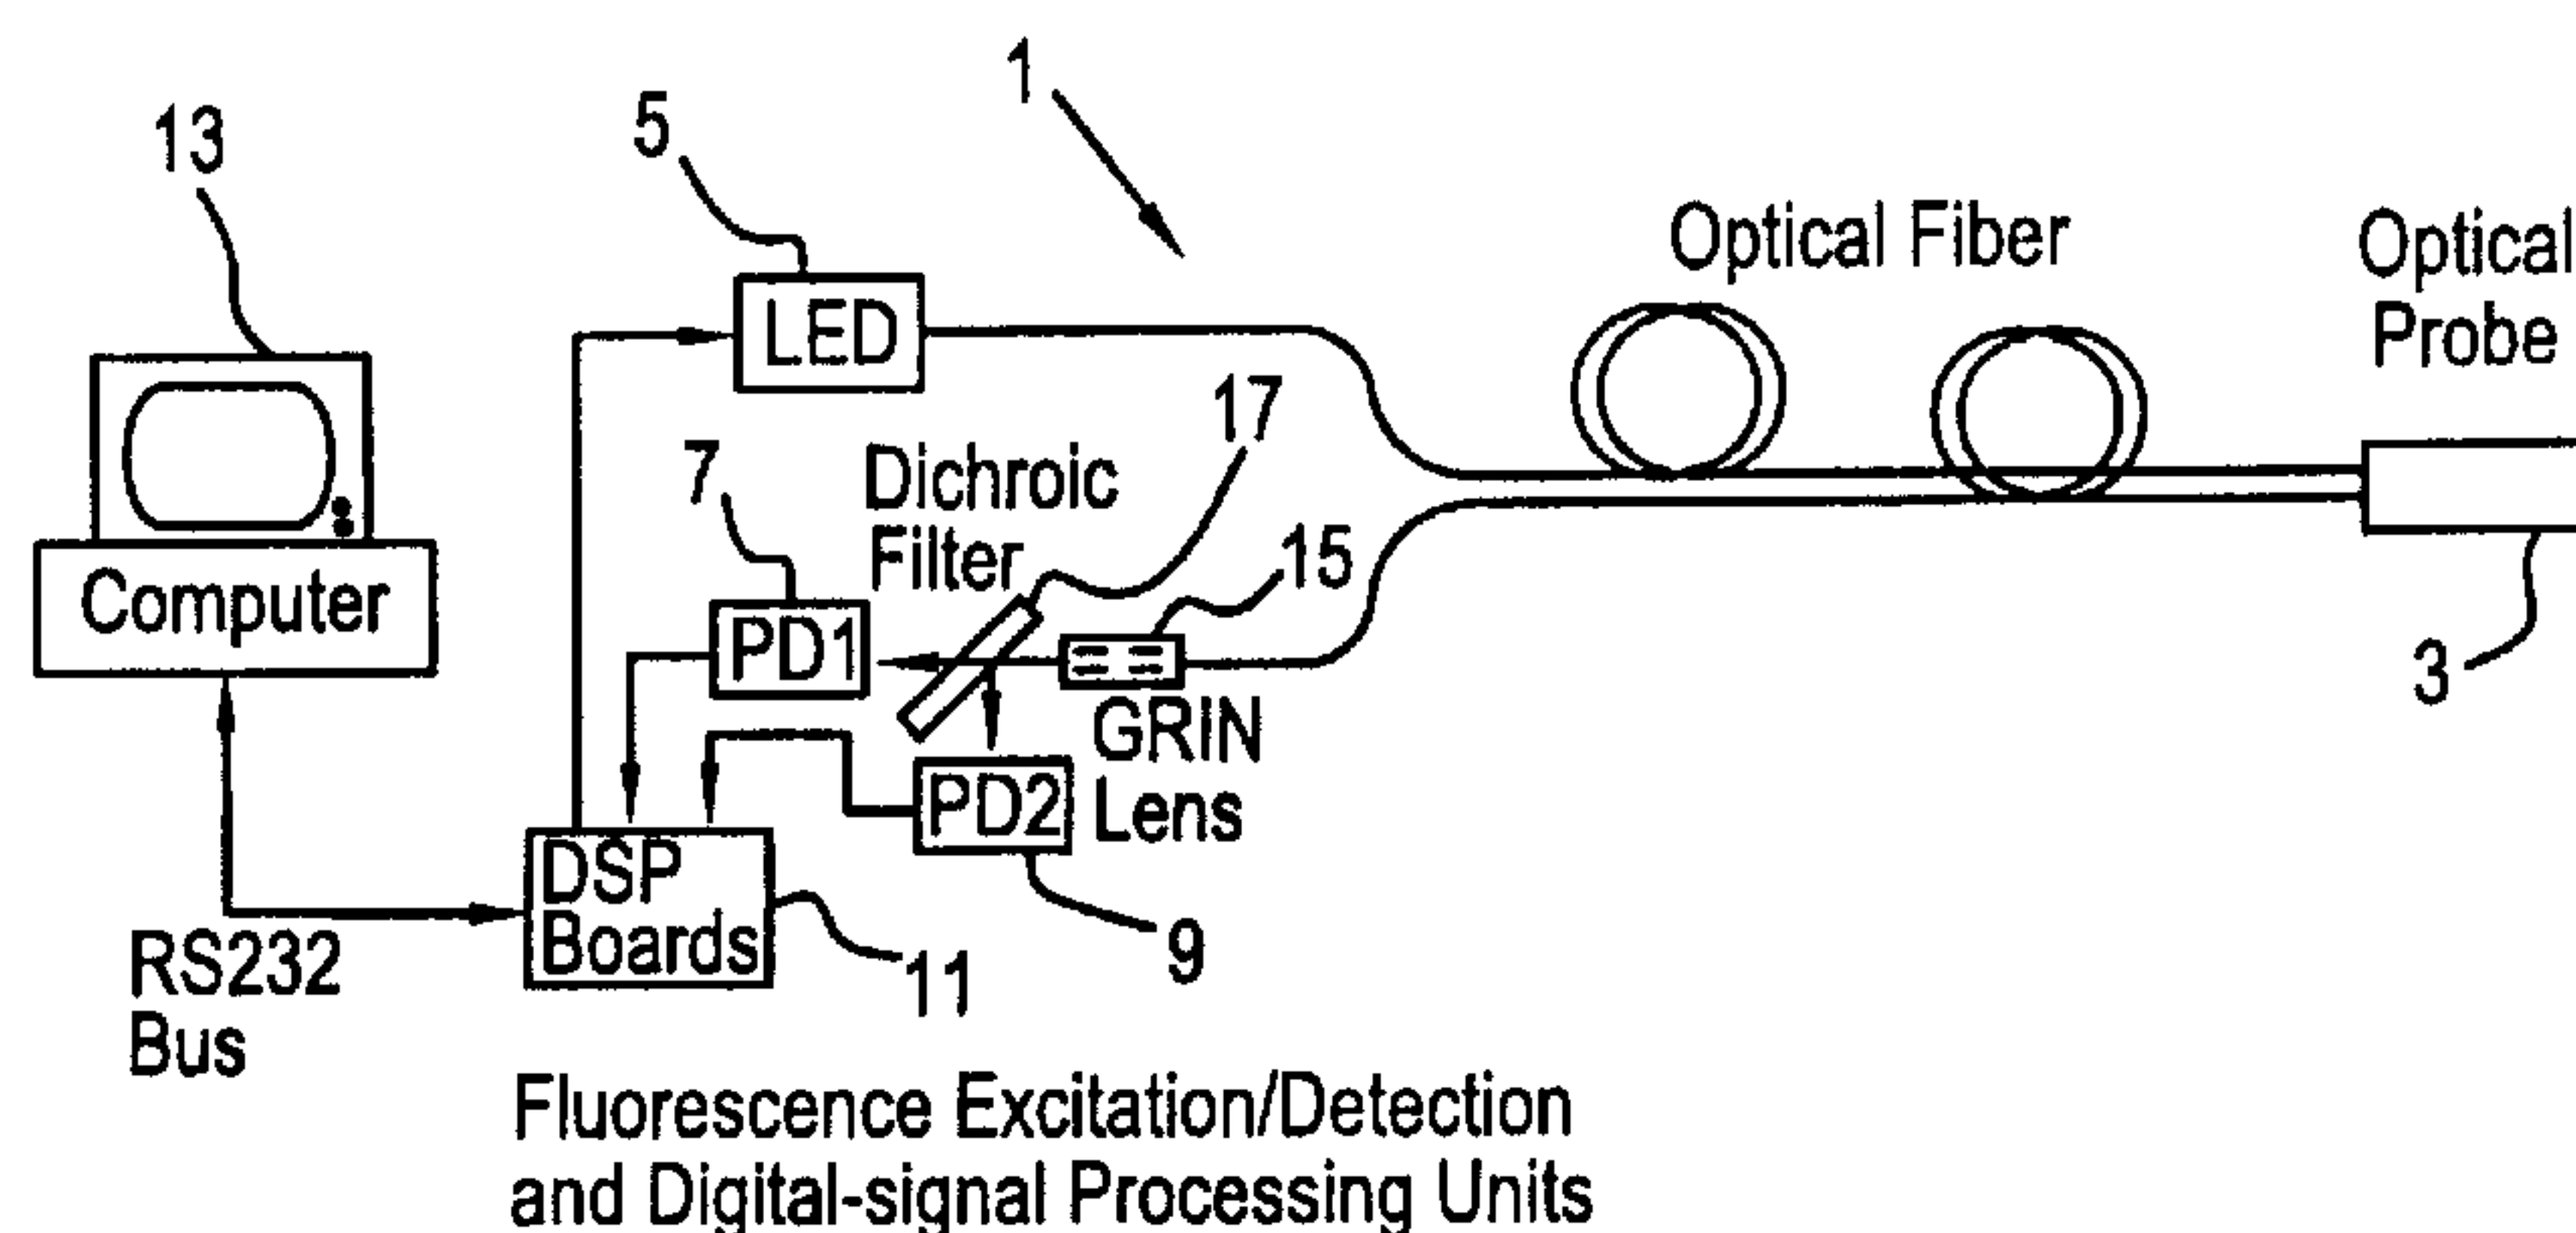 1
13
5
Optical Fiber
Optical
Probe
LED
17
7
Dichroic
Filter
15
Computer
PD1
3
GRIN
Lens
PD2
DSP
Boards
9
11
RS232
Bus
Fluorescence Excitation/Detection
and Digital-signal Processing Units